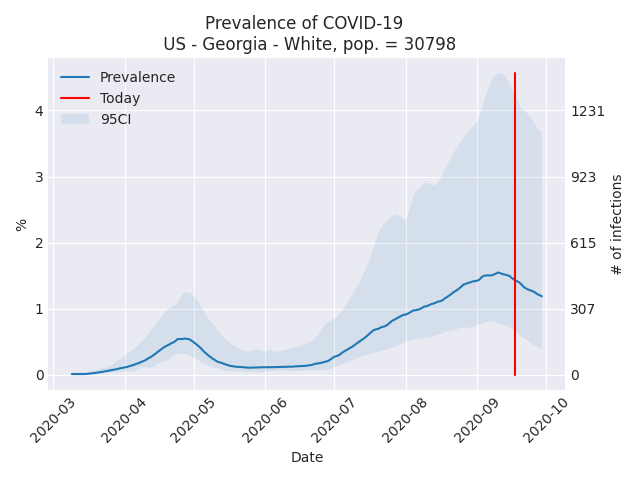 Prevalence of COVID-19
US - Georgia - White, pop. = 30798
Prevalence
Today
95CI
%
4
3
2
1
0
1231
923
615
307
0
# of infections
2020-03
2020-04
2020-05
2020-06
2020-07
2020-08
2020-09
2020-10
Date